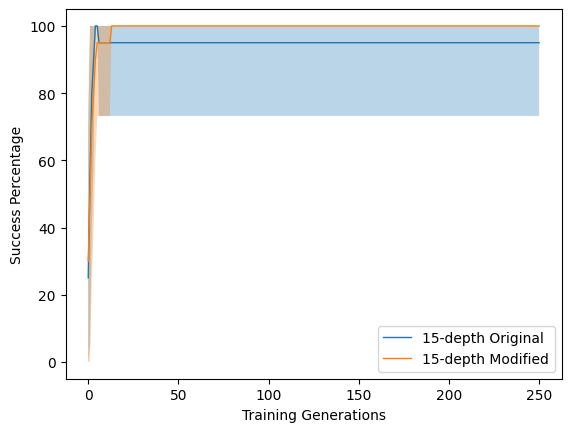 100
80
60
40
20
0
Success Percentage
15-depth Original
15-depth Modified
0 50 100 150 200 250
Training Generations